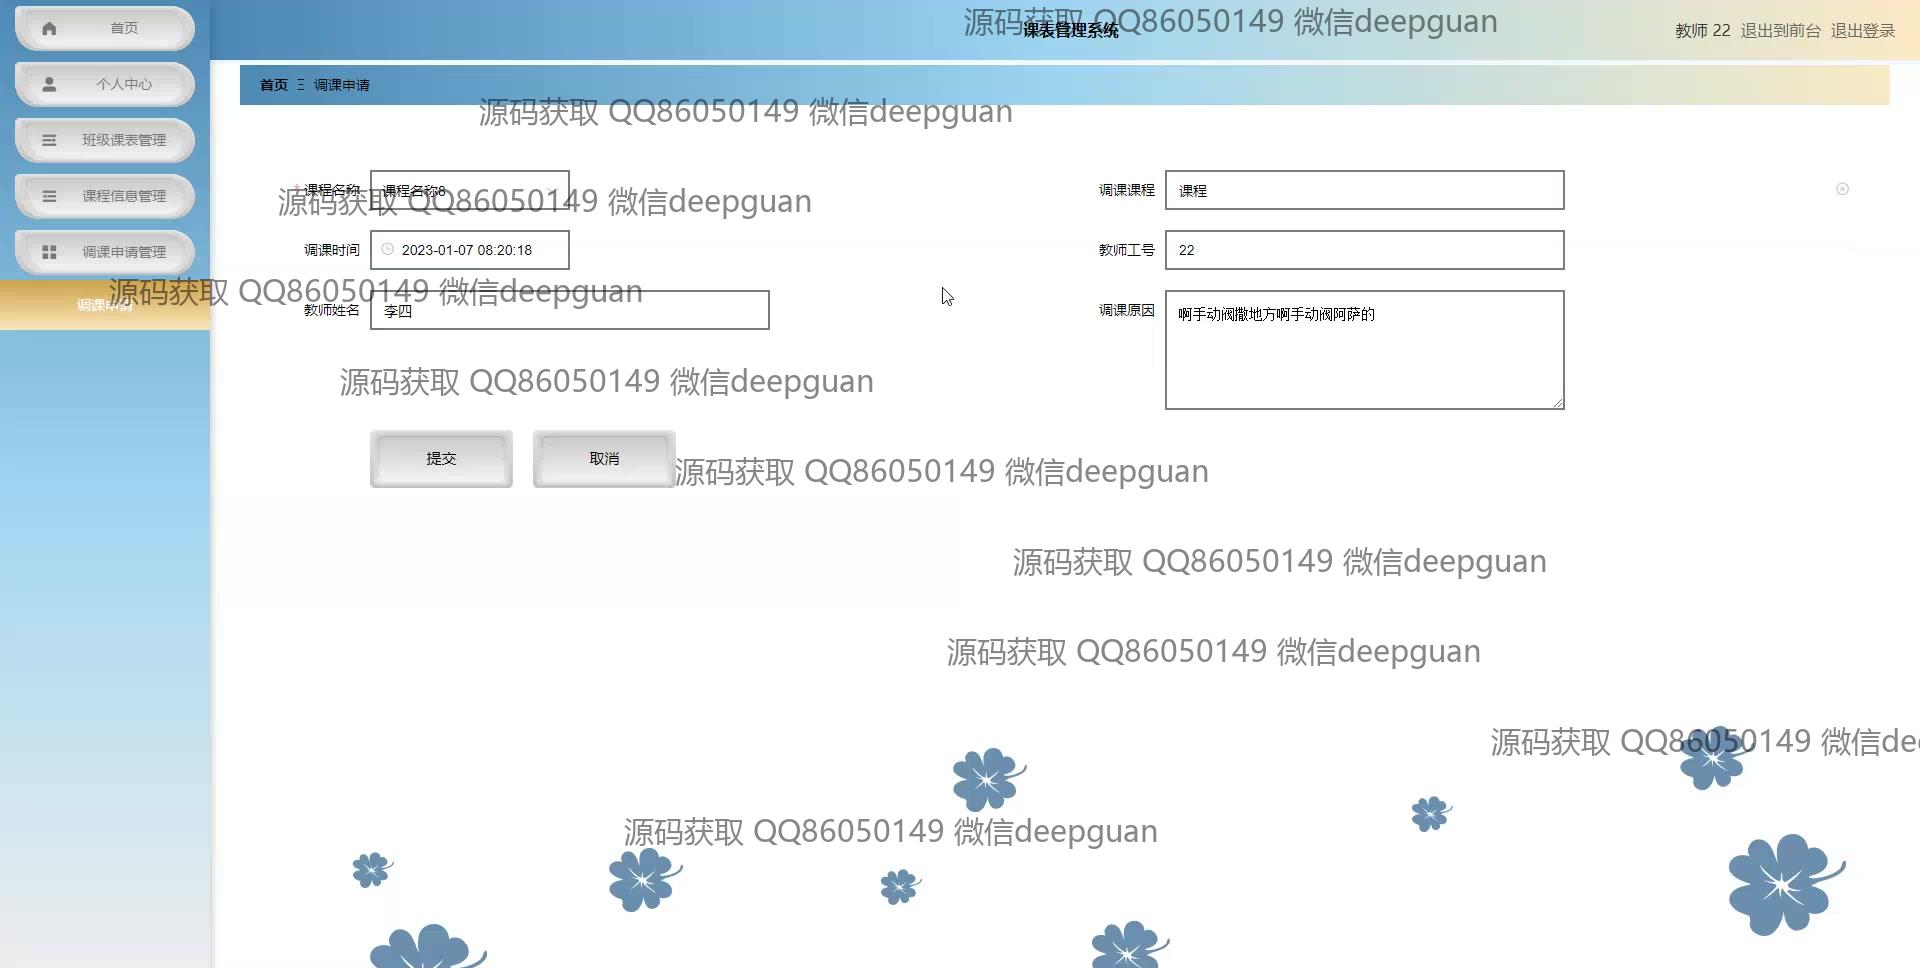 首页
个人中心
班级课表管理
课程信息管理
调课申请管理
调课申请
课表管理系统
教师 22 退出到前台 退出登录
首页 Ξ 调课申请
* 课程名称 课程名称8
调课课程 课程
调课时间 2023-01-07 08:20:18
教师工号 22
教师姓名 李四
调课原因 啊手动阀撒地方啊手动阀阿萨的
提交 取消
源码获取 QQ86050149 微信deepguan
源码获取 QQ86050149 微信deepguan
源码获取 QQ86050149 微信deepguan
源码获取 QQ86050149 微信deepguan
源码获取 QQ86050149 微信deepguan
源码获取 QQ86050149 微信deepguan
源码获取 QQ86050149 微信deepguan
源码获取 QQ86050149 微信deepguan
源码获取 QQ86050149 微信dee
源码获取 QQ86050149 微信deepguan